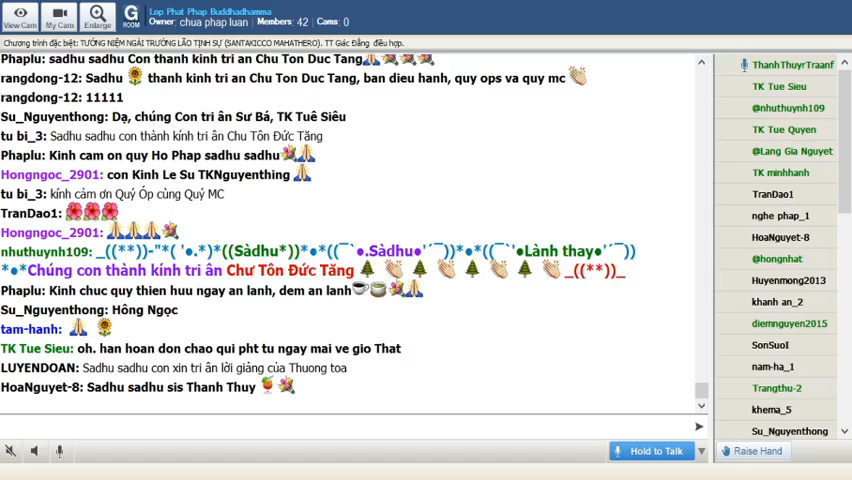 View Cam
My Cam
Enlarge
G
ROOM
Lop Phat Phap Buddhadhamma
Owner: chua phap luan Members: 42 Cams: 0
Chương trình đặc biệt: TƯỞNG NIỆM NGÀI TRƯỞNG LÃO TỊNH SỰ (SANTAKICCO MAHATHERO). TT Giác Đẳng điều hợp.
Phaplu: sadhu sadhu Con thanh kinh tri an Chu Ton Duc Tang
rangdong-12: Sadhu thanh kinh tri an Chu Ton Duc Tang, ban dieu hanh, quy ops va quy mc
rangdong-12: 11111
Su_Nguyenthong: Dạ, chúng Con tri ân Sư Bá, TK Tuê Siêu
tu bi_3: Sadhu sadhu con thành kính tri ân Chu Tôn Đức Tăng
Phaplu: Kinh cam on quy Ho Phap sadhu sadhu
Hongngoc_2901: con Kinh Le Su TKNguyenthing
tu bi_3: kính cảm ơn Quý Óp cùng Quý MC
TranDao1:
Hongngoc_2901:
nhuthuynh109: _((**))-"*( '●.*)*((Sàdhu*))*●*((¯`●.Sàdhu●'´¯))*●*((¯`'●Lành thay●'´¯))
*●*Chúng con thành kính tri ân Chư Tôn Đức Tăng _((**))_
Phaplu: Kinh chuc quy thien huu ngay an lanh, dem an lanh
Su_Nguyenthong: Hông Ngọc
tam-hanh:
TK Tue Sieu: oh. han hoan don chao qui pht tu ngay mai ve gio That
LUYENDOAN: Sadhu sadhu con xin tri ân lời giảng của Thuong toa
HoaNguyet-8: Sadhu sadhu sis Thanh Thuy
Hold to Talk
ThanhThuyrTraanf
TK Tue Sieu
@nhuthuynh109
TK Tue Quyen
@Lang Gia Nguyet
TK minhhanh
TranDao1
nghe phap_1
HoaNguyet-8
@hongnhat
Huyenmong2013
khanh an_2
diemnguyen2015
SonSuoI
nam-ha_1
Trangthu-2
khema_5
Su_Nguyenthong
Raise Hand